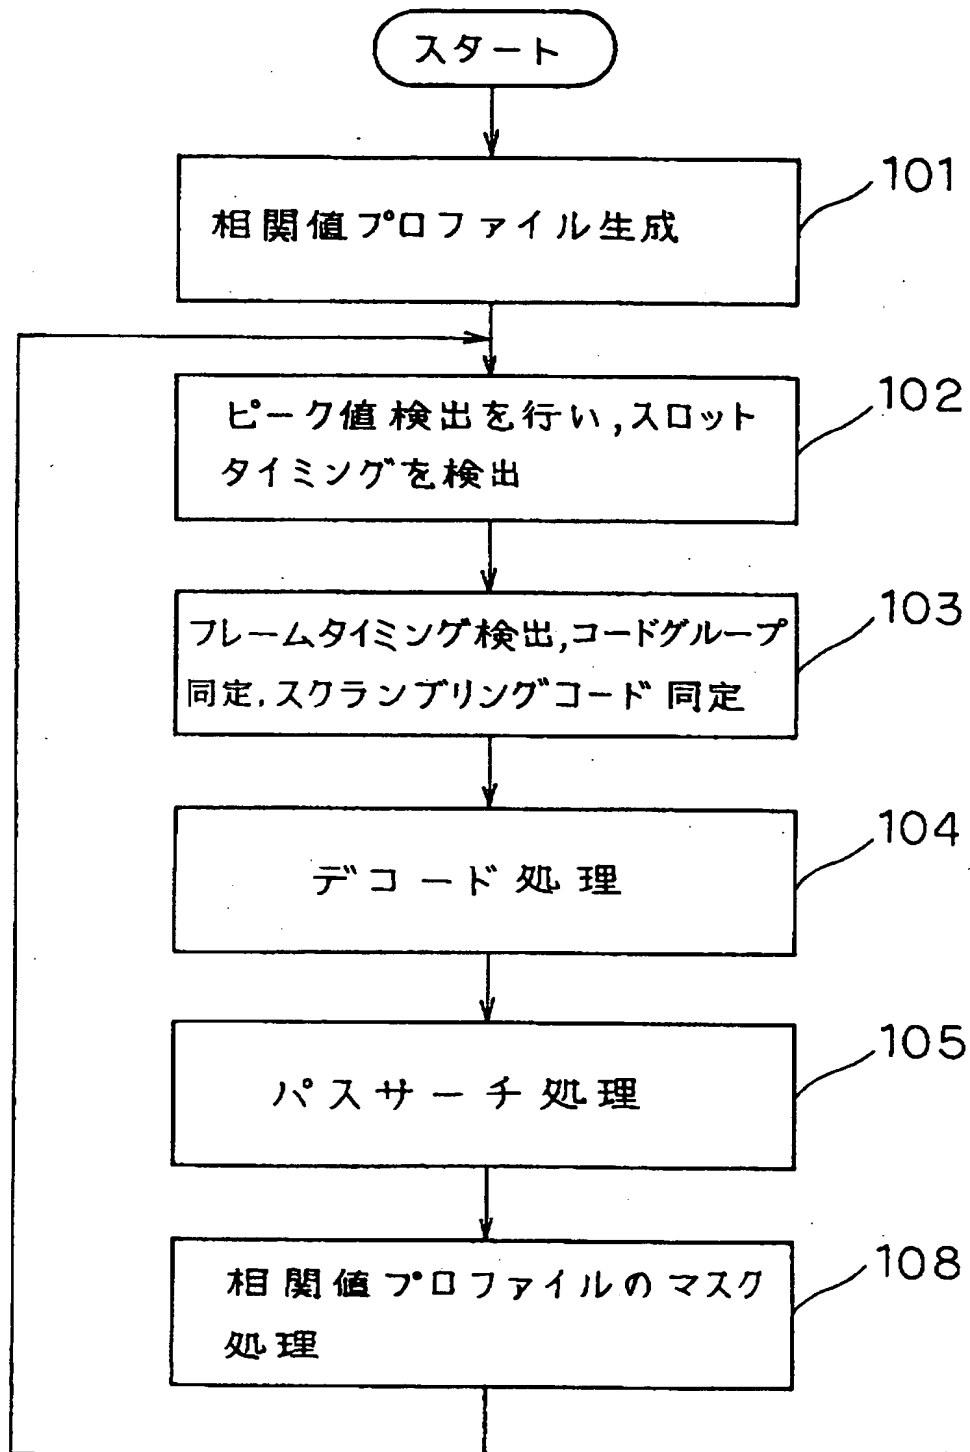 スタート
101
相関値プロファイル生成
102
ピーク値検出を行い,スロット
タイミングを検出
103
フレームタイミング検出,コードグループ
同定,スクランブリングコード同定
104
デコード処理
105
パスサーチ処理
108
相関値プロファイルのマスク
処理